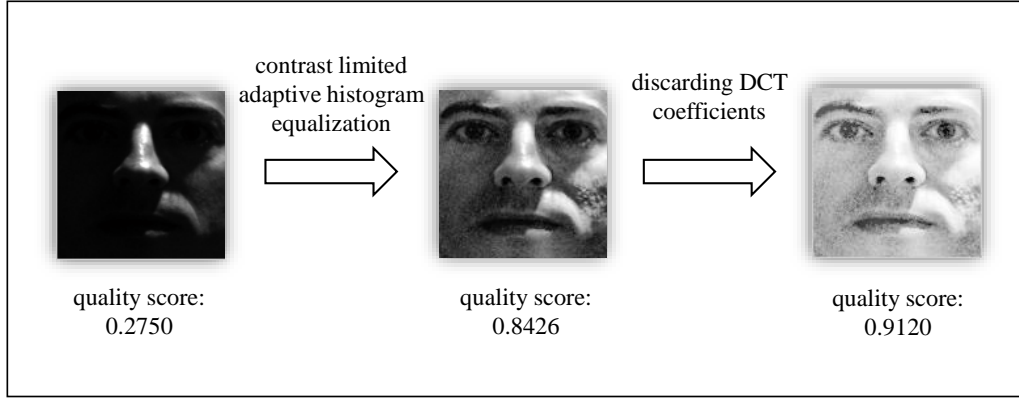 contrast limited
adaptive histogram
equalization
discarding DCT
coefficients
quality score:
0.2750
quality score:
0.8426
quality score:
0.9120